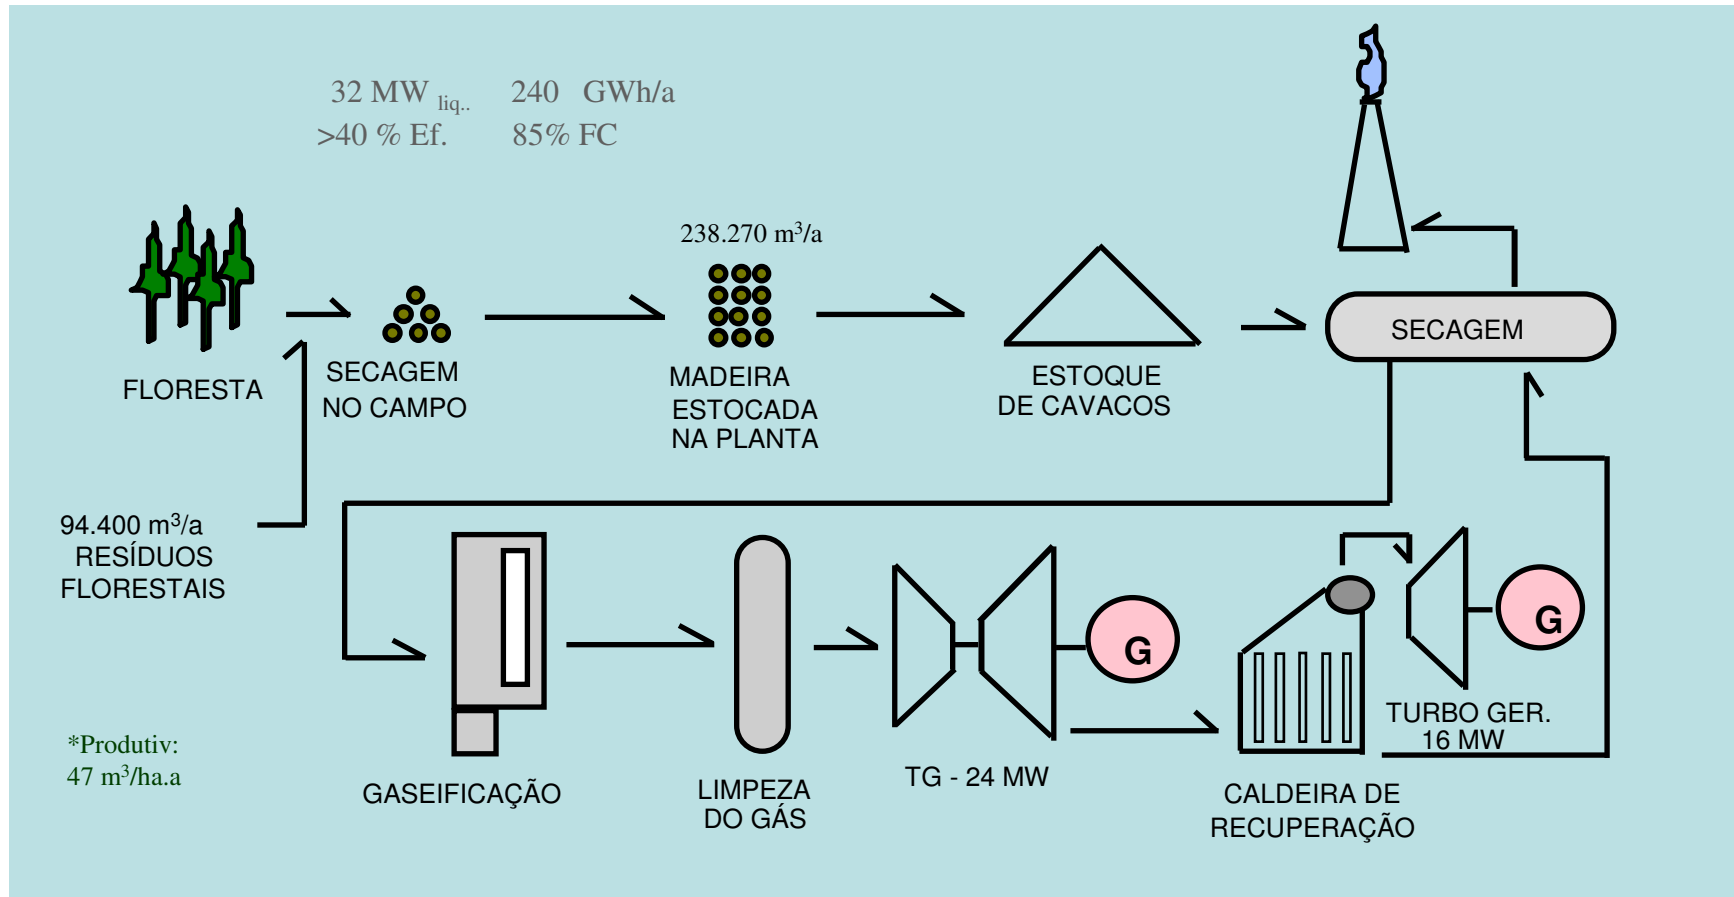 32 MW liq.. 240 GWh/a
>40 % Ef. 85% FC
238.270 m³/a
FLORESTA
SECAGEM
NO CAMPO
MADEIRA
ESTOCADA
NA PLANTA
ESTOQUE
DE CAVACOS
SECAGEM
94.400 m³/a
RESÍDUOS
FLORESTAIS
*Produtiv:
47 m³/ha.a
GASEIFICAÇÃO
LIMPEZA
DO GÁS
G
TG - 24 MW
CALDEIRA DE
RECUPERAÇÃO
G
TURBO GER.
16 MW